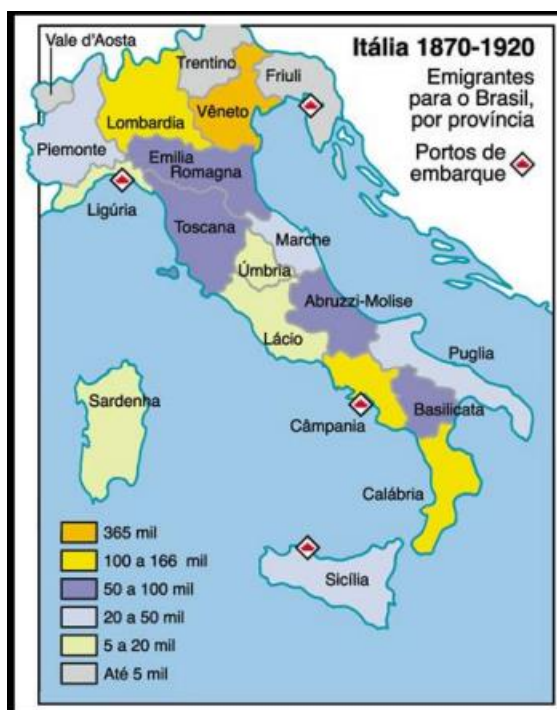 Itália 1870-1920
Emigrantes
para o Brasil,
por província
Portos de
embarque
Vale d'Aosta
Trentino
Friuli
Vêneto
Lombardia
Piemonte
Emilia
Romagna
Ligúria
Toscana
Marche
Úmbria
Abruzzi-Molise
Lácio
Puglia
Sardenha
Câmpania
Basilicata
Calábria
Sicília
365 mil
100 a 166 mil
50 a 100 mil
20 a 50 mil
5 a 20 mil
Até 5 mil